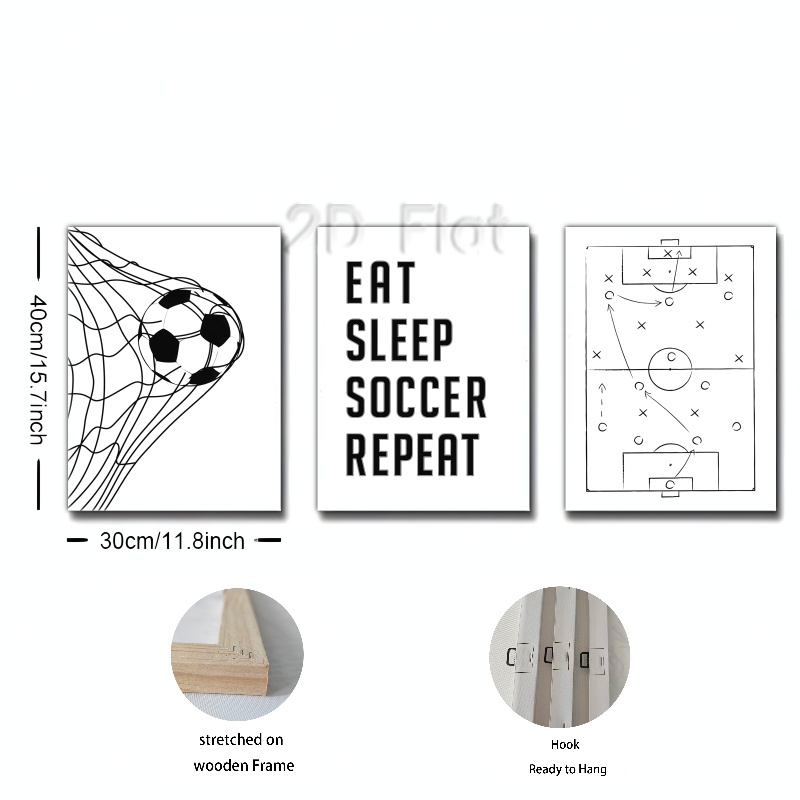 2D Flat
EAT
SLEEP
SOCCER
REPEAT
40cm/15.7inch
30cm/11.8inch
stretched on
wooden Frame
Hook
Ready to Hang